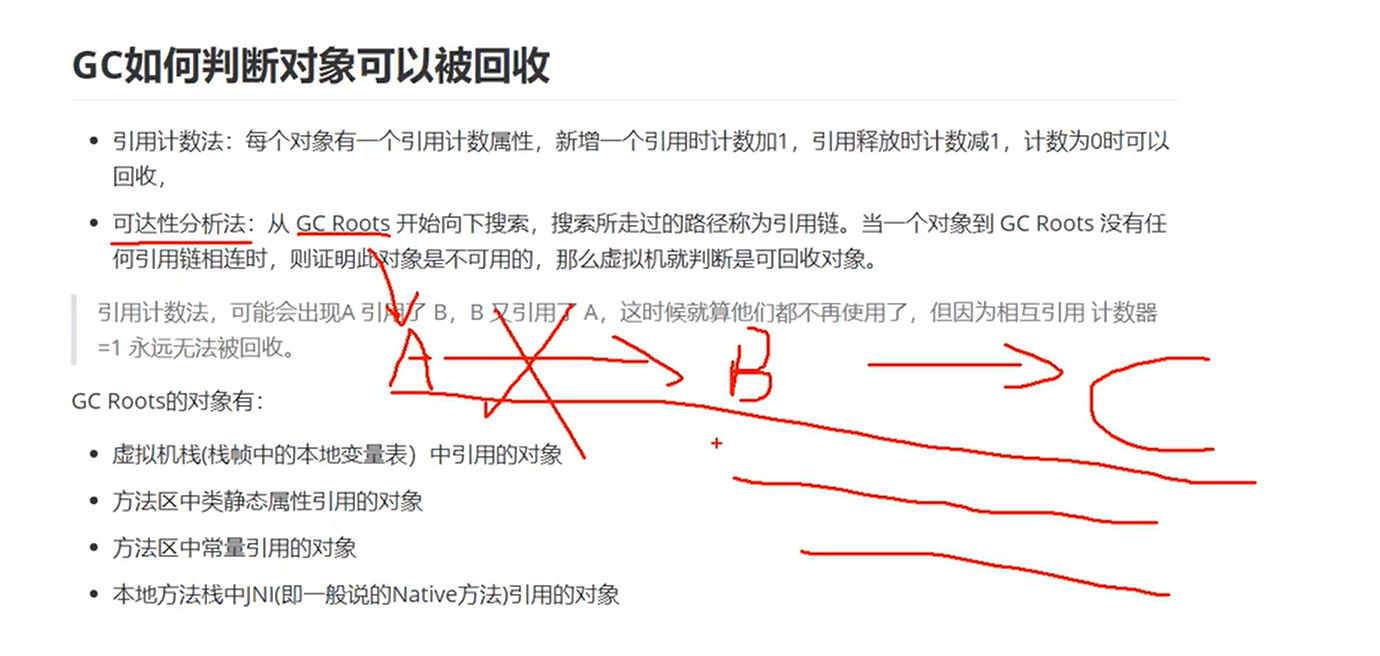 GC如何判断对象可以被回收
引用计数法：每个对象有一个引用计数属性，新增一个引用时计数加1，引用释放时计数减1，计数为0时可以
回收，
可达性分析法：从 GC Roots 开始向下搜索，搜索所走过的路径称为引用链。当一个对象到 GC Roots 没有任
何引用链相连时，则证明此对象是不可用的，那么虚拟机就判断是可回收对象。
引用计数法，可能会出现A 引用了 B，B 又引用了 A，这时候就算他们都不再使用了，但因为相互引用 计数器
=1 永远无法被回收。
A B C
GC Roots的对象有：
虚拟机栈(栈帧中的本地变量表）中引用的对象
方法区中类静态属性引用的对象
方法区中常量引用的对象
本地方法栈中JNI(即一般说的Native方法)引用的对象